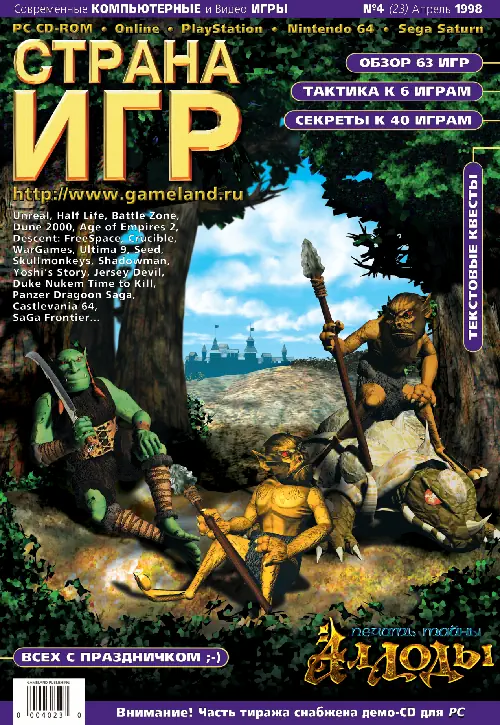 Современные КОМПЬЮТЕРНЫЕ и Видео ИГРЫ
№4 (23) Апрель 1998
PC CD-ROM • Online • PlayStation • Nintendo 64 • Sega Saturn
СТРАНА
ИГР
http://www.gameland.ru
ОБЗОР 63 ИГР
ТАКТИКА К 6 ИГРАМ
СЕКРЕТЫ К 40 ИГРАМ
ТЕКСТОВЫЕ КВЕСТЫ
Unreal, Half Life, Battle Zone,
Dune 2000, Age of Empires 2,
Descent: FreeSpace, Crucible,
WarGames, Ultima 9, Seed,
Skullmonkeys, Shadowman,
Yoshi's Story, Jersey Devil,
Duke Nukem Time to Kill,
Panzer Dragoon Saga,
Castlevania 64,
SaGa Frontier...
печать тайны
Аллоды
ВСЕХ С ПРАЗДНИЧКОМ ;-)
0 004023 0
Внимание! Часть тиража снабжена демо-CD для PC